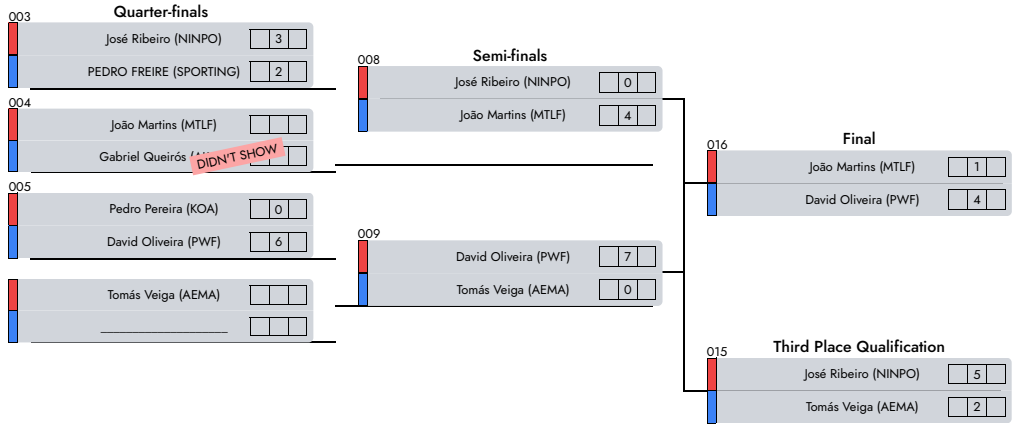 Quarter-finals
003
José Ribeiro (NINPO) 3
PEDRO FREIRE (SPORTING) 2
004
João Martins (MTLF)
Gabriel Queirós
DIDN'T SHOW
005
Pedro Pereira (KOA) 0
David Oliveira (PWF) 6
Tomás Veiga (AEMA)
Semi-finals
008
José Ribeiro (NINPO) 0
João Martins (MTLF) 4
009
David Oliveira (PWF) 7
Tomás Veiga (AEMA) 0
Final
016
João Martins (MTLF) 1
David Oliveira (PWF) 4
Third Place Qualification
015
José Ribeiro (NINPO) 5
Tomás Veiga (AEMA) 2